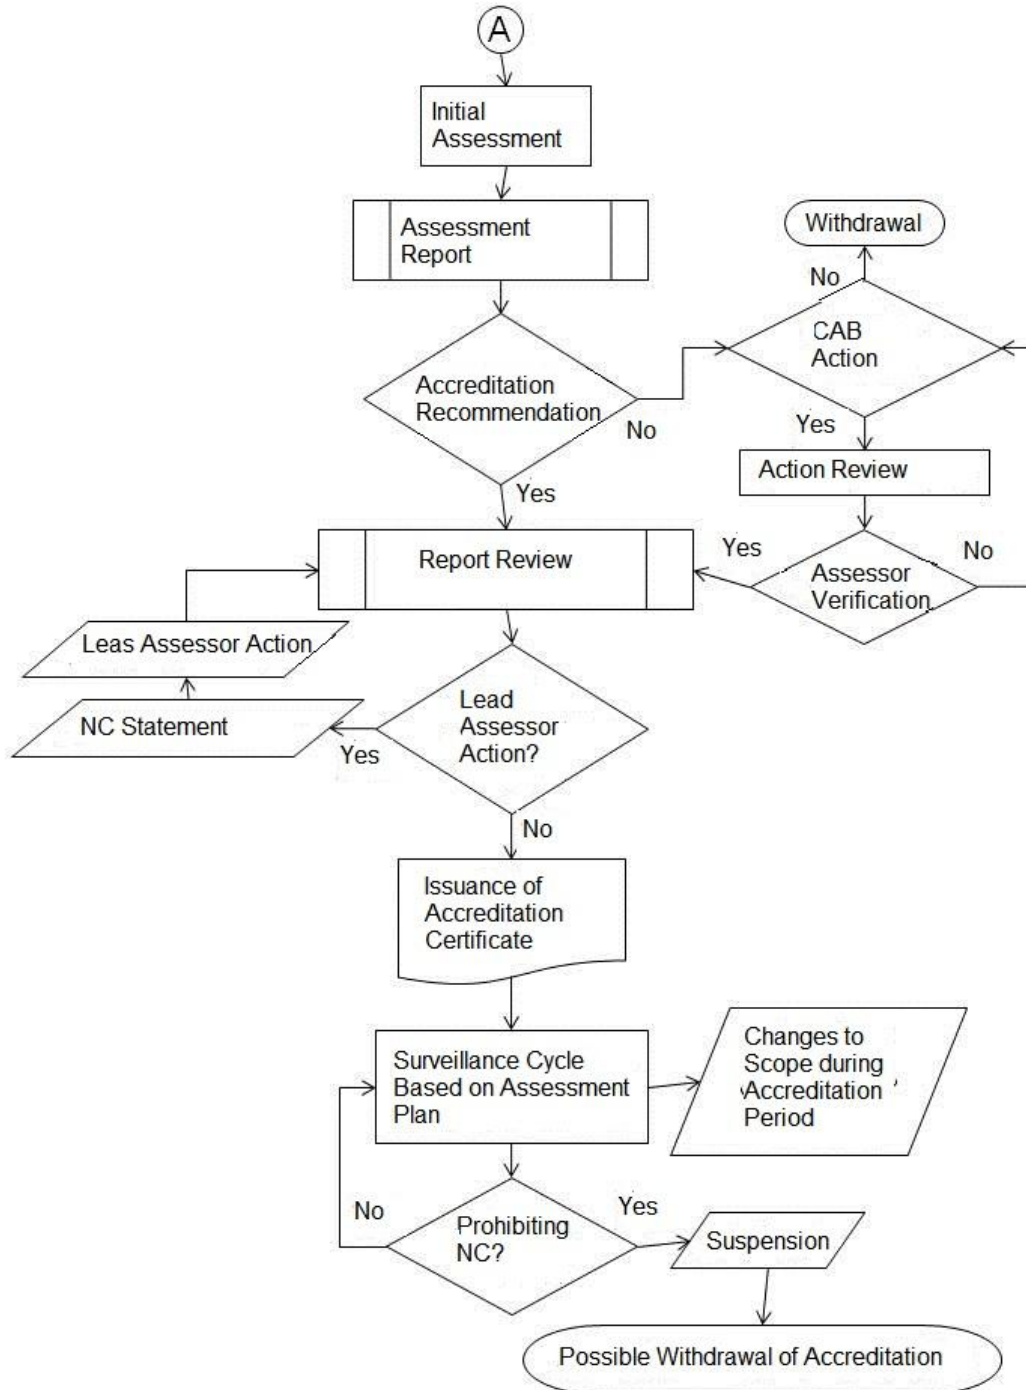 A
Initial
Assessment
Assessment
Report
Withdrawal
No
CAB
Action
Accreditation
Recommendation
No
Yes
Yes
Action Review
Report Review
Yes
Assessor
Verification
No
Leas Assessor Action
NC Statement
Lead
Assessor
Action?
Yes
No
Issuance of
Accreditation
Certificate
Surveillance Cycle
Based on Assessment
Plan
Changes to
Scope during
Accreditation
Period
Prohibiting
NC?
No
Yes
Suspension
Possible Withdrawal of Accreditation